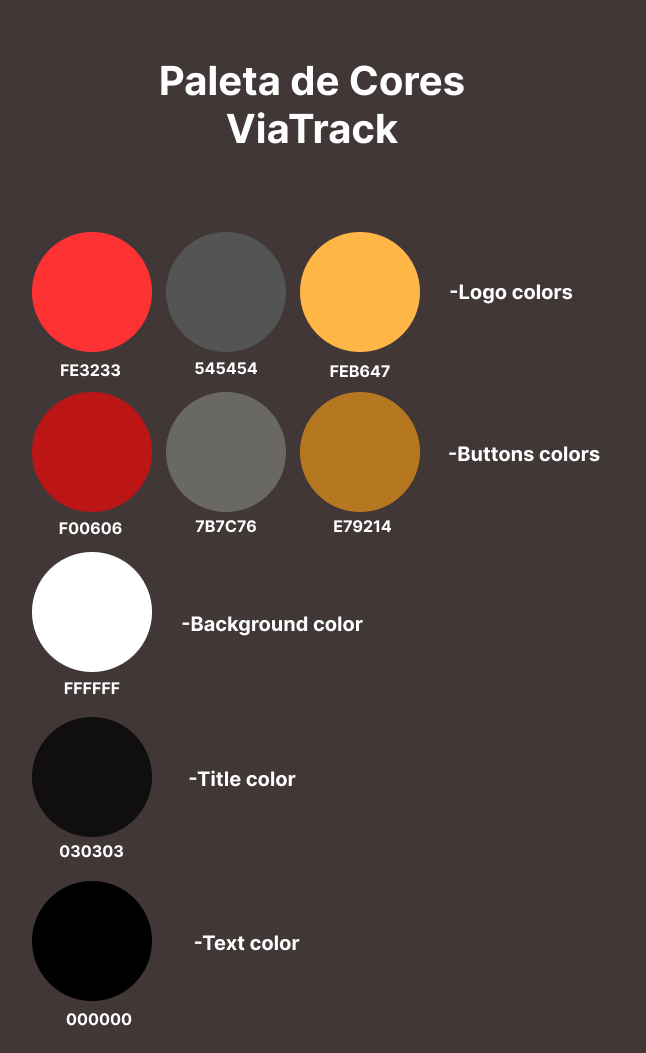 Paleta de Cores
ViaTrack
-Logo colors
FE3233
545454
FEB647
-Buttons colors
F00606
7B7C76
E79214
-Background color
FFFFFF
-Title color
030303
-Text color
000000